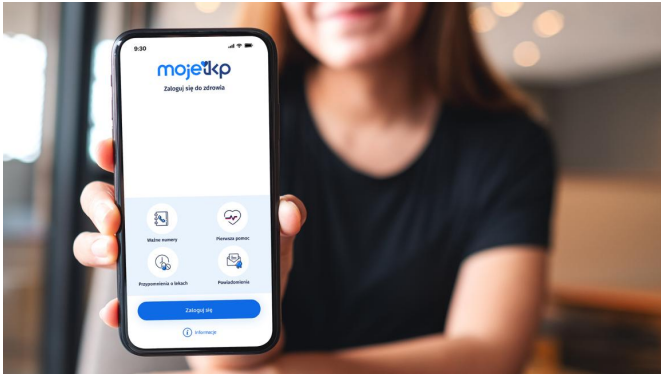 9:30
mojeikp
Zaloguj się do zdrowia
Ważne numery
Pierwsza pomoc
Przypomnienia o lekach
Powiadomienia
Zaloguj się
i informacje